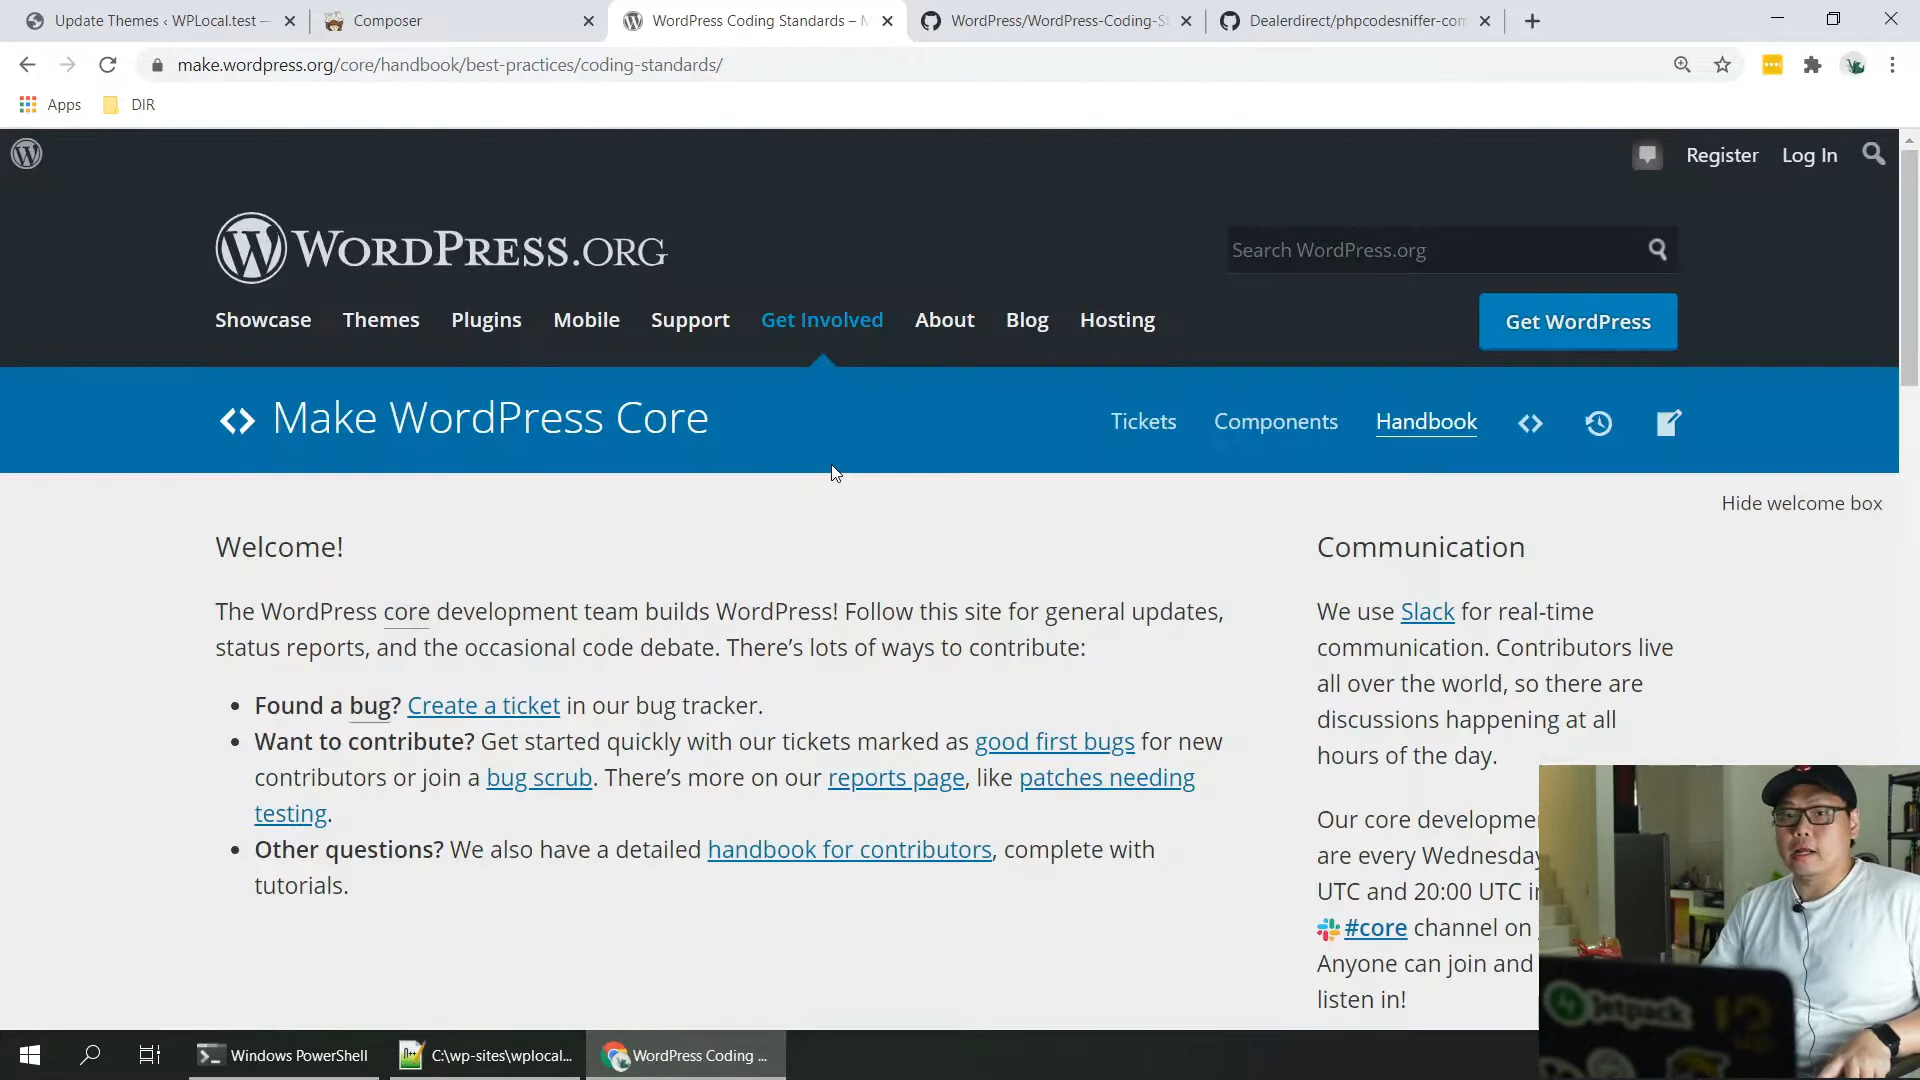 Update Themes ‹ WPLocal.test —
Composer
WordPress Coding Standards – M
WordPress/WordPress-Coding-S
Dealerdirect/phpcodesniffer-com
make.wordpress.org/core/handbook/best-practices/coding-standards/
Apps
DIR
Register
Log In
WORDPRESS.ORG
Search WordPress.org
Showcase
Themes
Plugins
Mobile
Support
Get Involved
About
Blog
Hosting
Get WordPress
Make WordPress Core
Tickets
Components
Handbook
Hide welcome box
Welcome!
The WordPress core development team builds WordPress! Follow this site for general updates,
status reports, and the occasional code debate. There’s lots of ways to contribute:
Found a bug? Create a ticket in our bug tracker.
Want to contribute? Get started quickly with our tickets marked as good first bugs for new
contributors or join a bug scrub. There’s more on our reports page, like patches needing
testing.
Other questions? We also have a detailed handbook for contributors, complete with
tutorials.
Communication
We use Slack for real-time
communication. Contributors live
all over the world, so there are
discussions happening at all
hours of the day.
Our core developme
are every Wednesday
UTC and 20:00 UTC i
#core channel on
Anyone can join and
listen in!
Jetpack
Windows PowerShell
C:\wp-sites\wplocal...
WordPress Coding ...